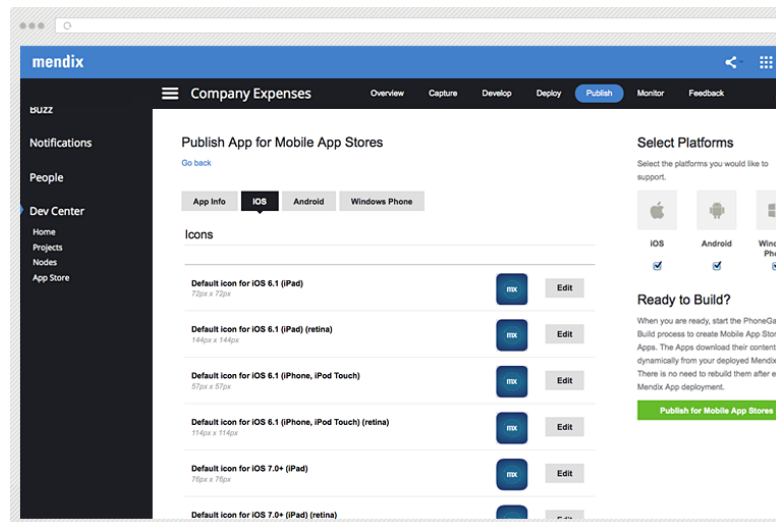 mendix
Company Expenses
Overview
Capture
Develop
Deploy
Publish
Monitor
Feedback
Buzz
Notifications
People
Dev Center
Home
Projects
Nodes
App Store
Publish App for Mobile App Stores
Go back
App Info
iOS
Android
Windows Phone
Icons
Default icon for iOS 6.1 (iPad)
72px x 72px
mx
Edit
Default icon for iOS 6.1 (iPad) (retina)
144px x 144px
mx
Edit
Default icon for iOS 6.1 (iPhone, iPod Touch)
57px x 57px
mx
Edit
Default icon for iOS 6.1 (iPhone, iPod Touch) (retina)
114px x 114px
mx
Edit
Default icon for iOS 7.0+ (iPad)
76px x 76px
mx
Edit
Default icon for iOS 7.0+ (iPad) (retina)
Edit
Select Platforms
Select the platforms you would like to
support.
iOS
Android
Ready to Build?
When you are ready, start the PhoneGa
Build process to create Mobile App Stor
Apps. The Apps download their content
dynamically from your deployed Mendix
There is no need to rebuild them after e
Mendix App deployment.
Publish for Mobile App Stores